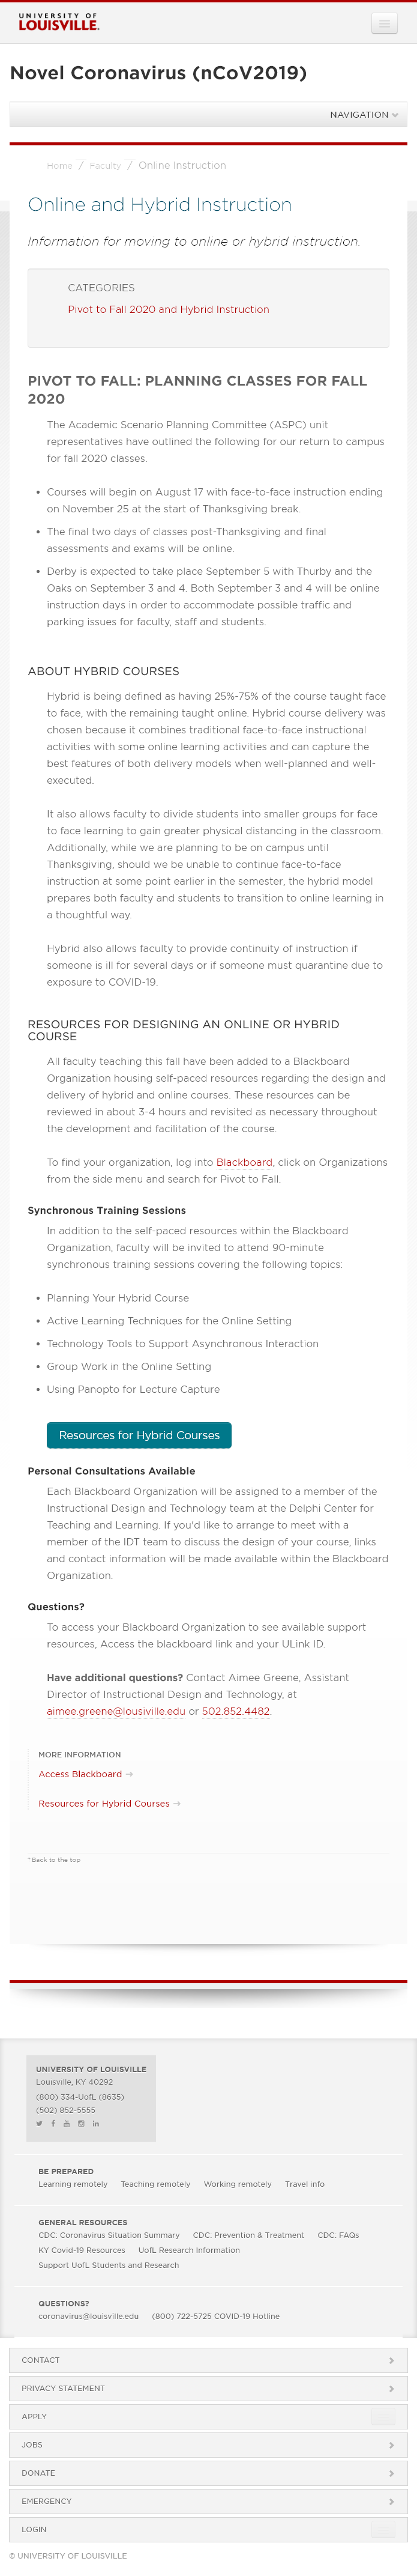 UNIVERSITY OF
LOUISVILLE.
Novel Coronavirus (nCoV2019)
NAVIGATION
Home / Faculty / Online Instruction
Online and Hybrid Instruction
Information for moving to online or hybrid instruction.
CATEGORIES
Pivot to Fall 2020 and Hybrid Instruction
PIVOT TO FALL: PLANNING CLASSES FOR FALL
2020
The Academic Scenario Planning Committee (ASPC) unit
representatives have outlined the following for our return to campus
for fall 2020 classes.
• Courses will begin on August 17 with face-to-face instruction ending
on November 25 at the start of Thanksgiving break.
• The final two days of classes post-Thanksgiving and final
assessments and exams will be online.
• Derby is expected to take place September 5 with Thurby and the
Oaks on September 3 and 4. Both September 3 and 4 will be online
instruction days in order to accommodate possible traffic and
parking issues for faculty, staff and students.
ABOUT HYBRID COURSES
Hybrid is being defined as having 25%-75% of the course taught face
to face, with the remaining taught online. Hybrid course delivery was
chosen because it combines traditional face-to-face instructional
activities with some online learning activities and can capture the
best features of both delivery models when well-planned and well-
executed.
It also allows faculty to divide students into smaller groups for face
to face learning to gain greater physical distancing in the classroom.
Additionally, while we are planning to be on campus until
Thanksgiving, should we be unable to continue face-to-face
instruction at some point earlier in the semester, the hybrid model
prepares both faculty and students to transition to online learning in
a thoughtful way.
Hybrid also allows faculty to provide continuity of instruction if
someone is ill for several days or if someone must quarantine due to
exposure to COVID-19.
RESOURCES FOR DESIGNING AN ONLINE OR HYBRID
COURSE
All faculty teaching this fall have been added to a Blackboard
Organization housing self-paced resources regarding the design and
delivery of hybrid and online courses. These resources can be
viewed in about 3-4 hours and revisited as necessary throughout
the development and facilitation of the course.
To find your organization, log into Blackboard, click on Organizations
from the side menu and search for Pivot to Fall.
Synchronous Training Sessions
In addition to the self-paced resources within the Blackboard
Organization, faculty will be invited to attend 90-minute
synchronous training sessions covering the following topics:
• Planning Your Hybrid Course
• Active Learning Techniques for the Online Setting
• Technology Tools to Support Asynchronous Interaction
• Group Work in the Online Setting
• Using Panopto for Lecture Capture
Resources for Hybrid Courses
Personal Consultations Available
Each Blackboard Organization will be assigned to a member of the
Instructional Design and Technology team at the Delphi Center for
Teaching and Learning. If you'd like to arrange to meet with a
member of the IDT team to discuss the design of your course, links
and contact information will be made available within the Blackboard
Organization.
Questions?
To access your Blackboard Organization to see available support
resources, Access the blackboard link and your ULink ID.
Have additional questions? Contact Aimee Greene, Assistant
Director of Instructional Design and Technology, at
aimee.greene@lousiville.edu or 502.852.4482.
MORE INFORMATION
Access Blackboard →
Resources for Hybrid Courses →
^ Back to the top
UNIVERSITY OF LOUISVILLE
Louisville, KY 40292
(800) 334-UofL (8635)
(502) 852-5555
BE PREPARED
Learning remotely Teaching remotely Working remotely Travel info
GENERAL RESOURCES
CDC: Coronavirus Situation Summary CDC: Prevention & Treatment CDC: FAQs
KY Covid-19 Resources UofL Research Information
Support UofL Students and Research
QUESTIONS?
coronavirus@louisville.edu (800) 722-5725 COVID-19 Hotline
CONTACT
PRIVACY STATEMENT
APPLY
JOBS
DONATE
EMERGENCY
LOGIN
© UNIVERSITY OF LOUISVILLE